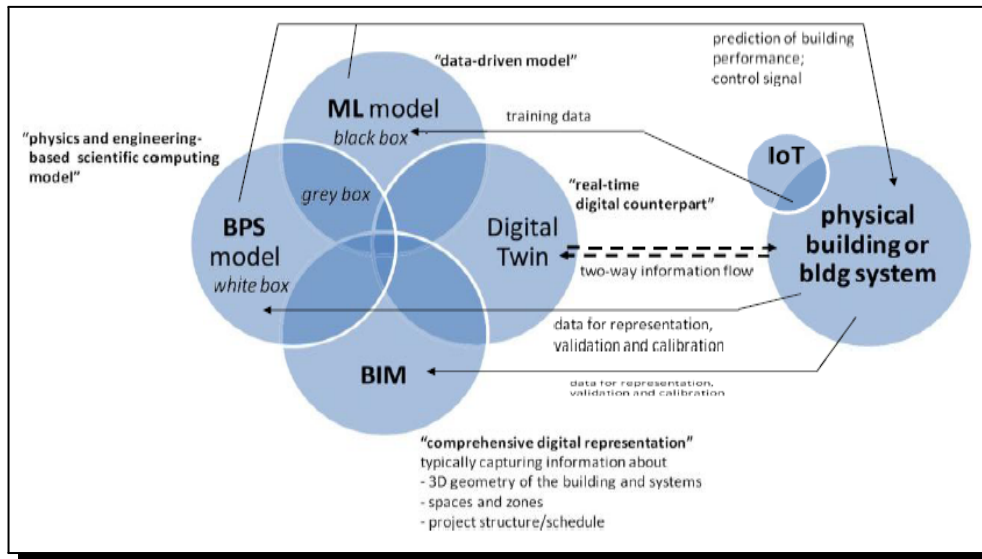 prediction of building
performance;
control signal
"data-driven model"
ML model
black box
training data
"physics and engineering-
based scientific computing
model"
IoT
grey box
"real-time
digital counterpart"
physical
building or
bldg system
BPS
model
white box
Digital
Twin
two-way information flow
data for representation,
validation and calibration
BIM
data for representation,
validation and calibration
"comprehensive digital representation"
typically capturing information about
- 3D geometry of the building and systems
- spaces and zones
- project structure/schedule